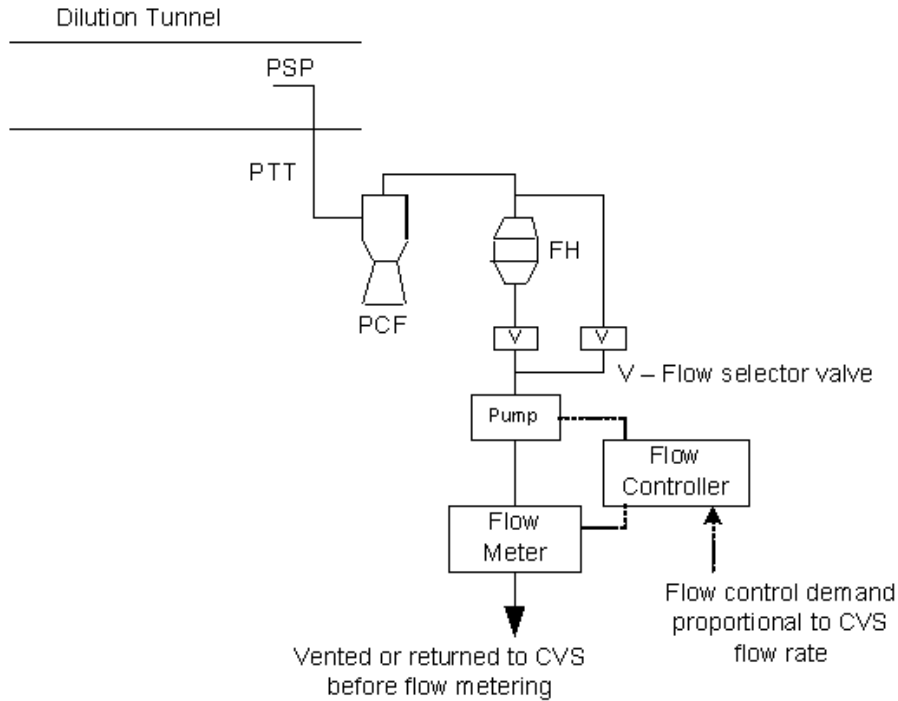 Dilution Tunnel
PSP
PTT
FH
PCF
V
V
V – Flow selector valve
Pump
Flow
Controller
Flow
Meter
Flow control demand
proportional to CVS
flow rate
Vented or returned to CVS
before flow metering